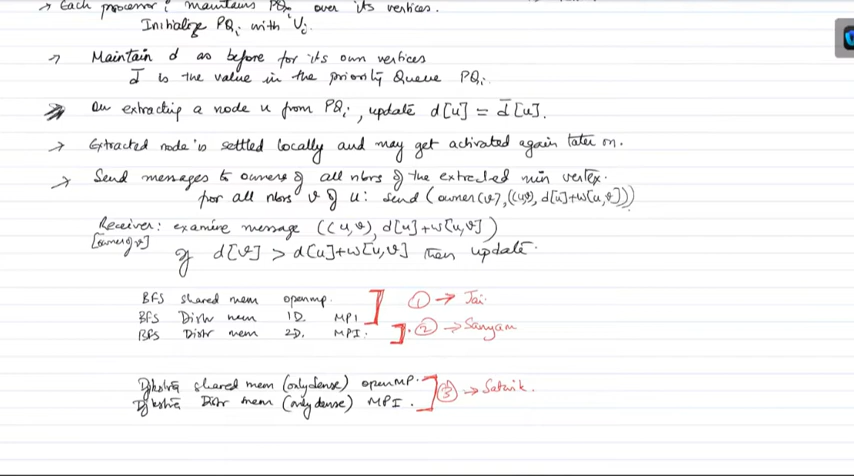 → Each processor i maintains PQi over its vertices.
Initialize PQi with Vi.
→ Maintain d as before for its own vertices
d̄ is the value in the priority Queue PQi.
→ On extracting a node u from PQi, update d[u] = d̄[u].
→ Extracted node is settled locally and may get activated again later on.
→ Send messages to owners of all nbrs of the extracted min vertex.
for all nbrs v of u: send (owner(v), ((u,v), d[u]+w[u,v]))
Receiver: examine message ((u,v), d[u]+w[u,v])
[owner of v]
if d[v] > d[u]+w[u,v] then update.
BFS shared mem openmp.
BFS Distr mem 1D. MPI
① → Jai.
BFS Distr mem 2D. MPI.
② → Sanyam
Dijkstra shared mem (only dense) openMP.
Dijkstra Distr mem (only dense) MPI.
③ → Satwik.